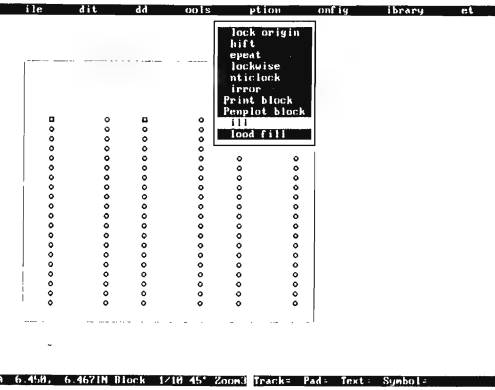 ile dit dd ools ption onfig ibrary et
lock origin
hift
epeat
lockwise
nticlock
irror
Print block
Penplot block
ill
lood fill
6.450, 6.467IN Block 1/10 45° Zoom3 Track= Pad= Text= Symbol=